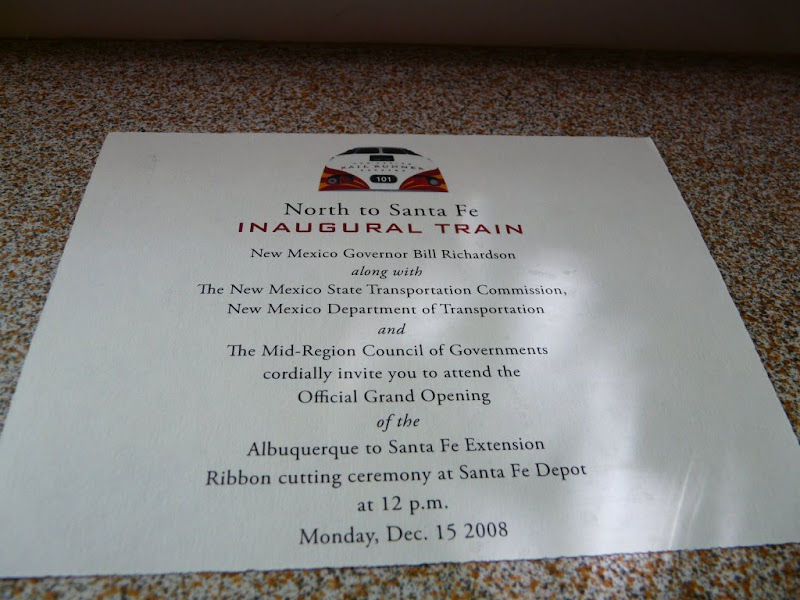 RAIL RUNNER
101
North to Santa Fe
INAUGURAL TRAIN
New Mexico Governor Bill Richardson
along with
The New Mexico State Transportation Commission,
New Mexico Department of Transportation
and
The Mid-Region Council of Governments
cordially invite you to attend the
Official Grand Opening
of the
Albuquerque to Santa Fe Extension
Ribbon cutting ceremony at Santa Fe Depot
at 12 p.m.
Monday, Dec. 15 2008